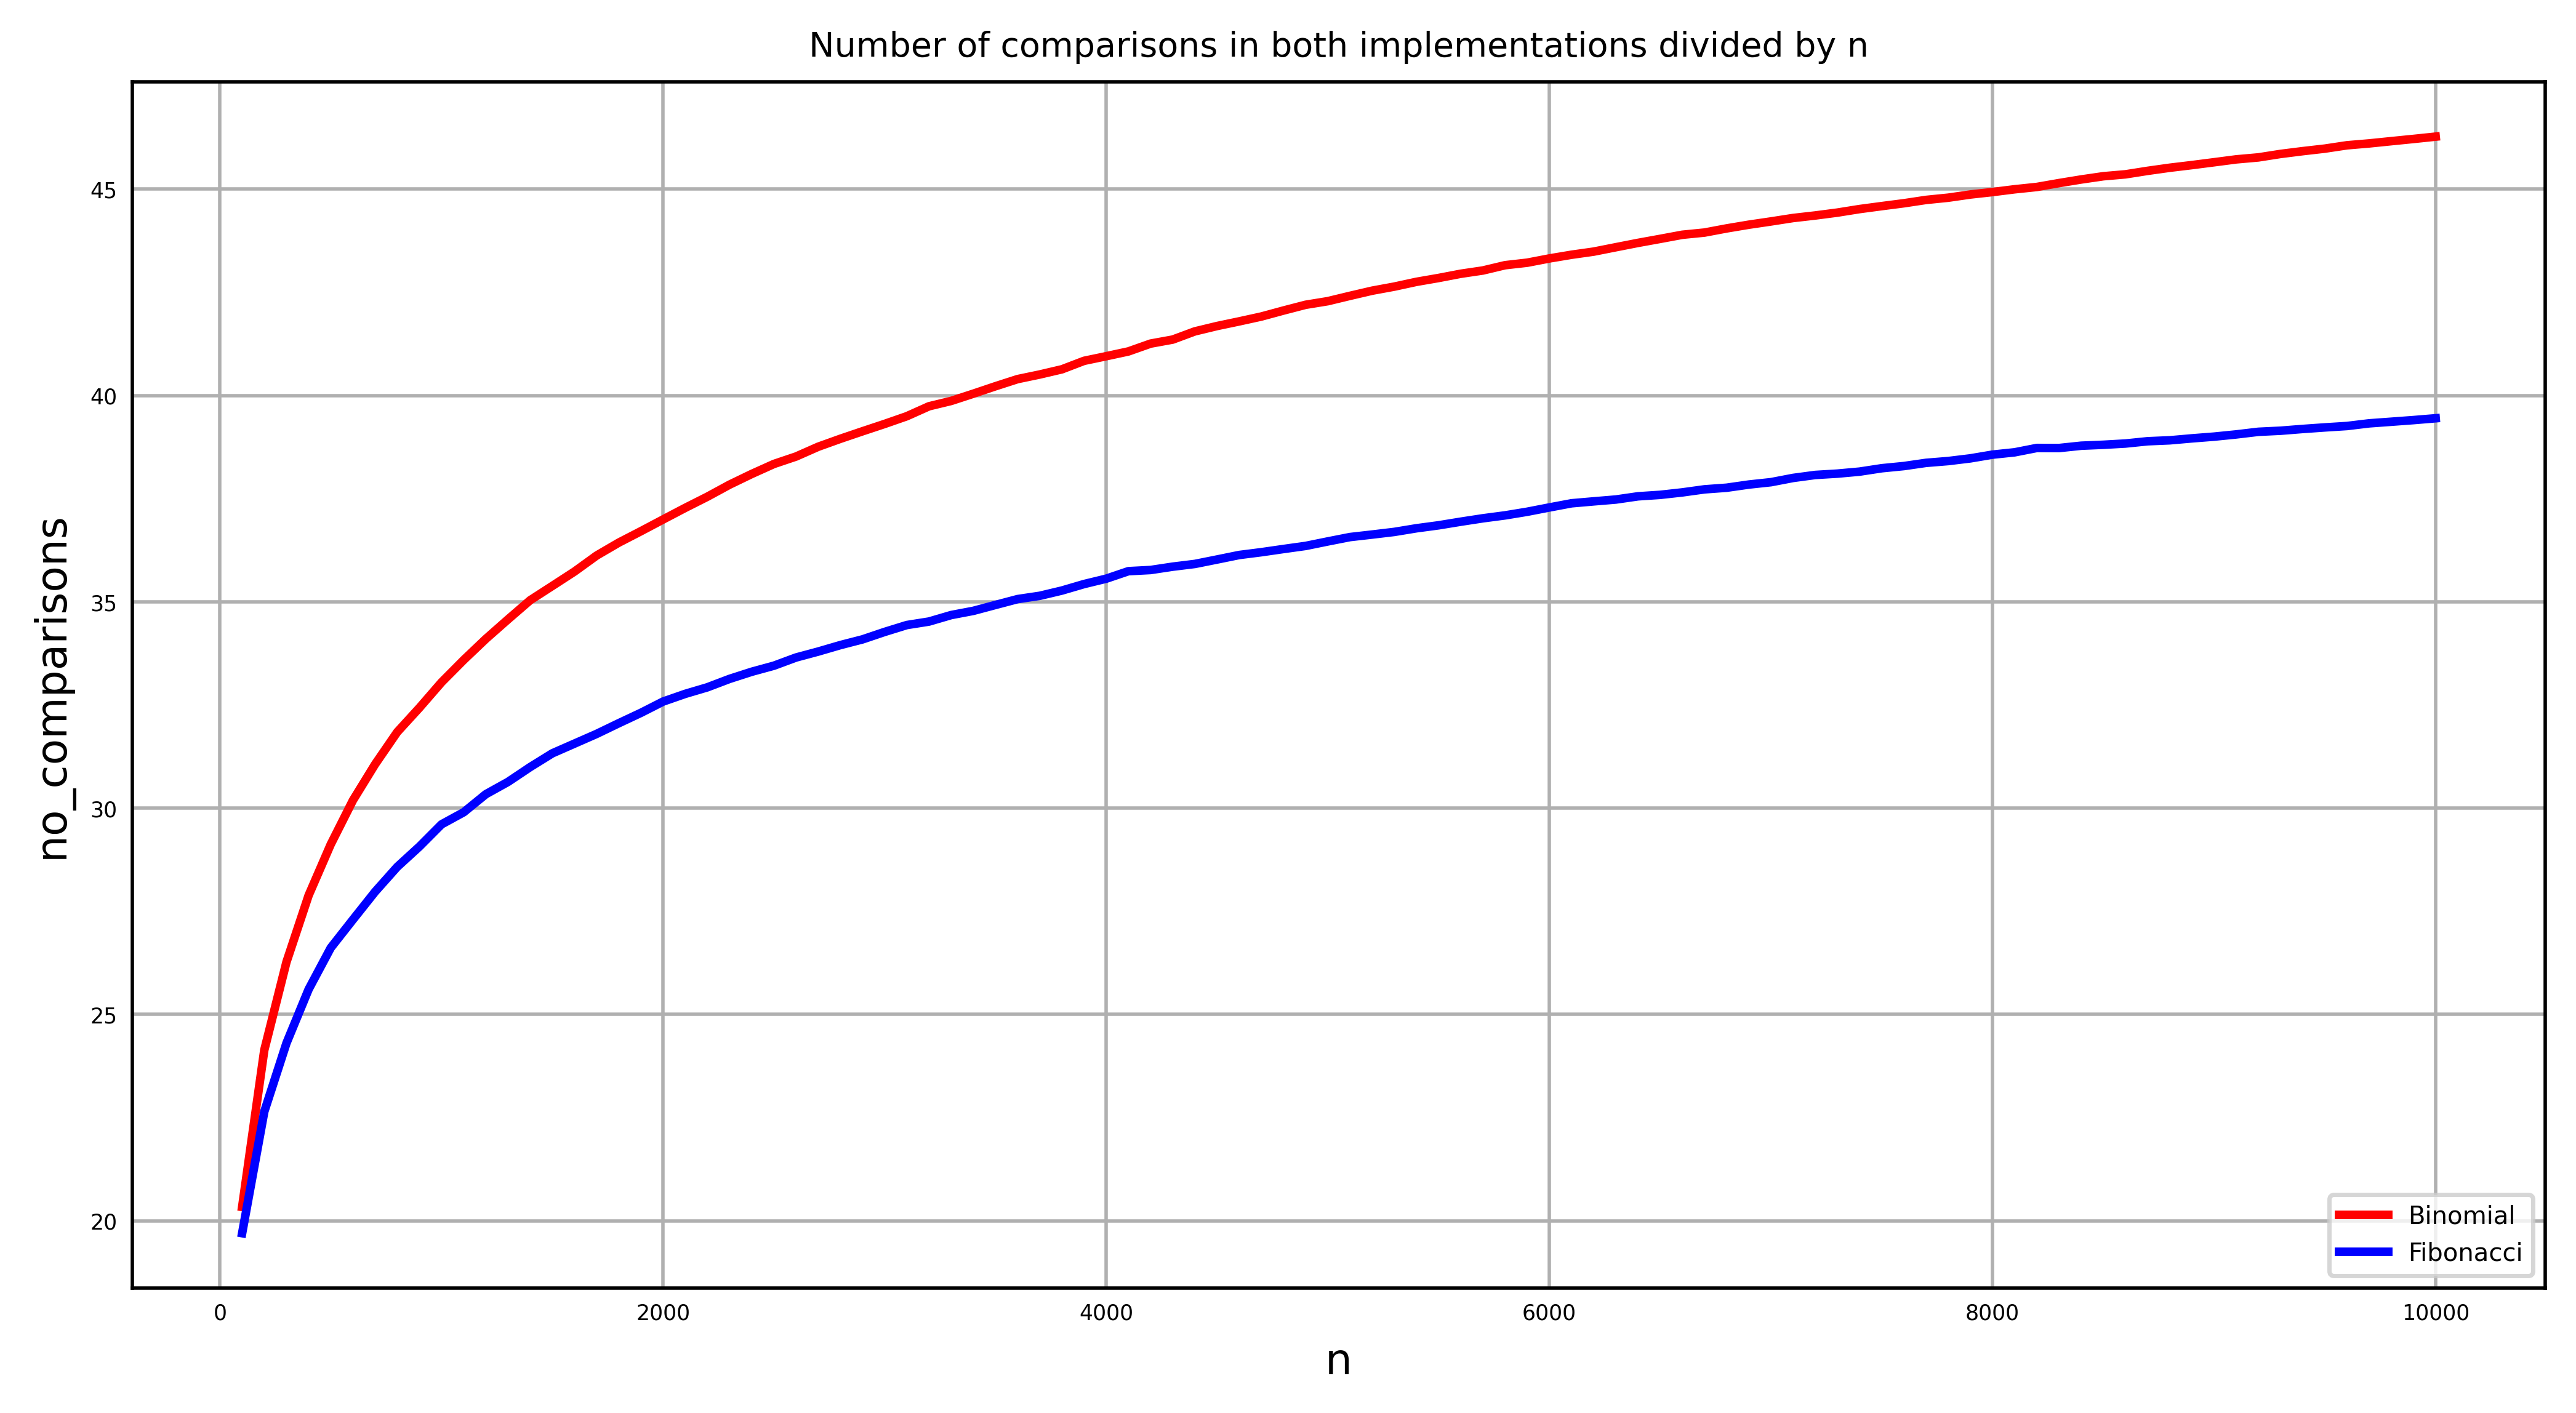 Number of comparisons in both implementations divided by n
no_comparisons
45
40
35
30
25
20
0
2000
4000
6000
8000
10000
n
Binomial
Fibonacci